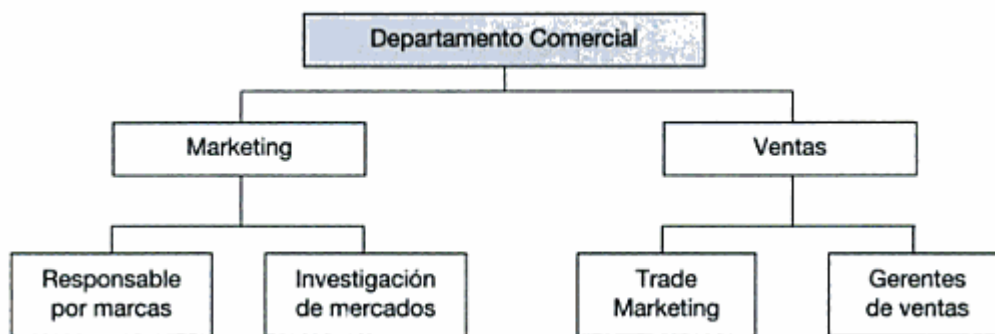 Departamento Comercial
Marketing
Ventas
Responsable
por marcas
Investigación
de mercados
Trade
Marketing
Gerentes
de ventas